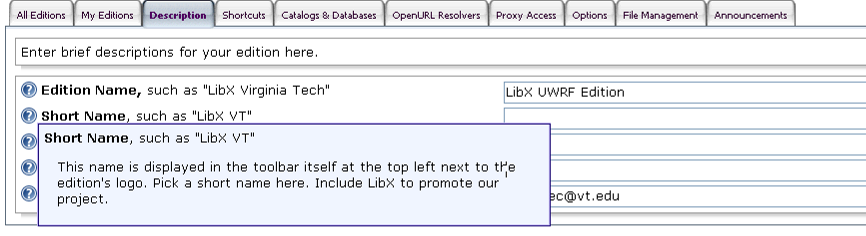 All Editions My Editions Description Shortcuts Catalogs & Databases OpenURL Resolvers Proxy Access Options File Management Announcements
Enter brief descriptions for your edition here.
Edition Name, such as "LibX Virginia Tech" LibX UWRF Edition
Short Name, such as "LibX VT"
Short Name, such as "LibX VT"
This name is displayed in the toolbar itself at the top left next to the
edition's logo. Pick a short name here. Include LibX to promote our
project.
ec@vt.edu